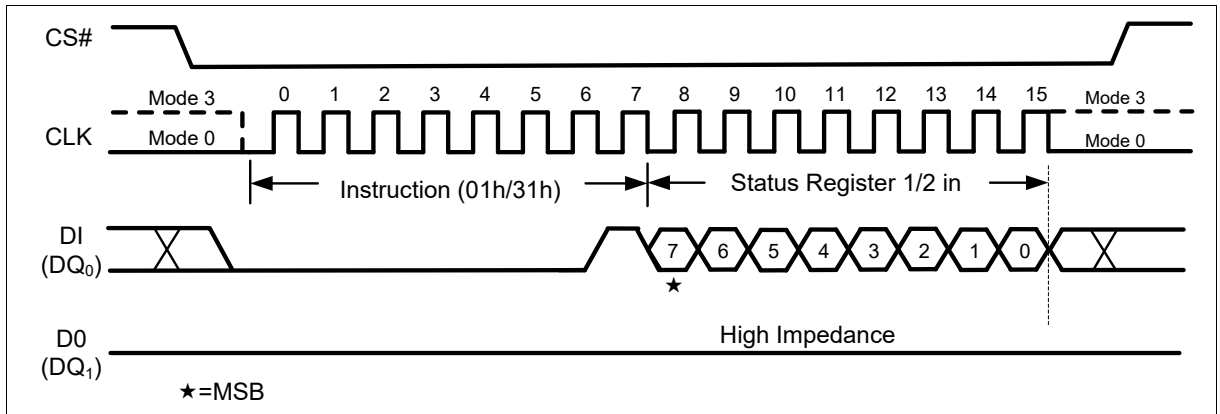 CS#
Mode 3 0 1 2 3 4 5 6 7 8 9 10 11 12 13 14 15 Mode 3
CLK Mode 0 Mode 0
Instruction (01h/31h) Status Register 1/2 in
DI
(DQ₀) 7 6 5 4 3 2 1 0
★
D0 High Impedance
(DQ₁)
★=MSB